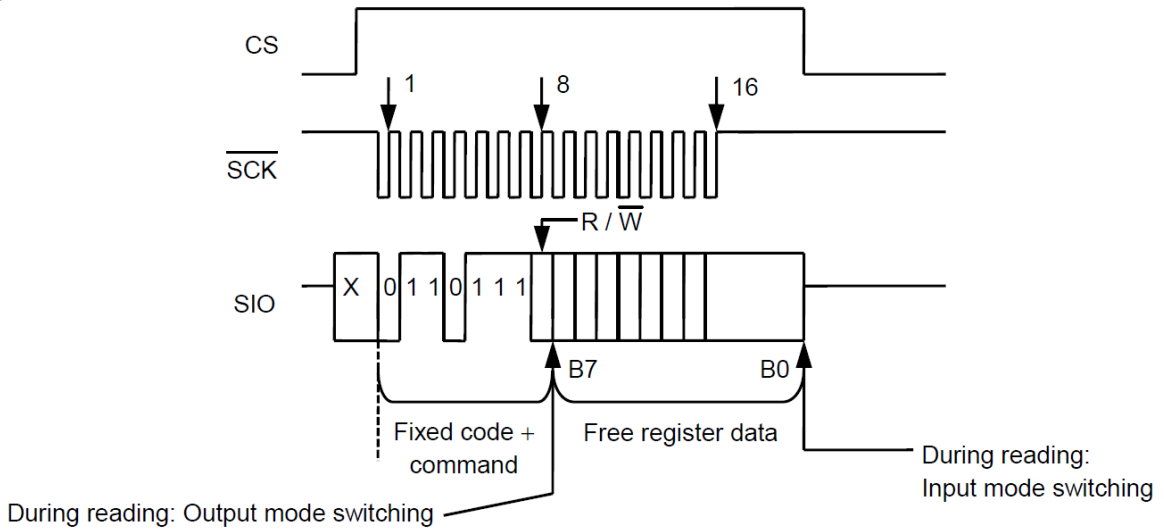 CS
1
8
16
SCK
R / W
SIO
X 0 1 1 0 1 1 1
B7
B0
Fixed code +
command
Free register data
During reading:
Input mode switching
During reading: Output mode switching